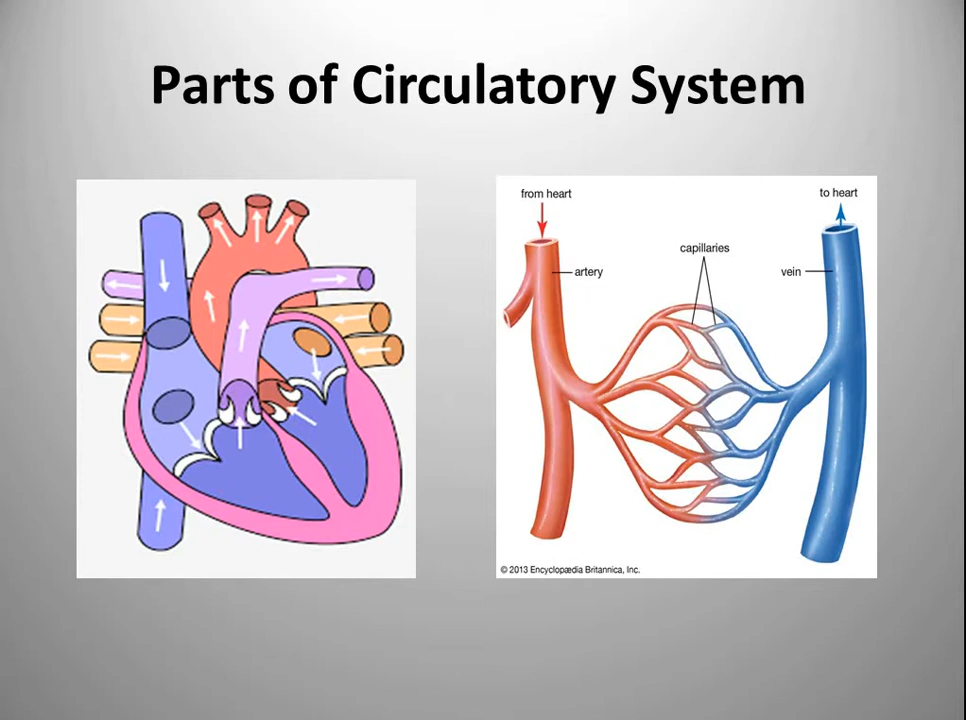 Parts of Circulatory System
from heart
to heart
capillaries
artery
vein
© 2013 Encyclopædia Britannica, Inc.